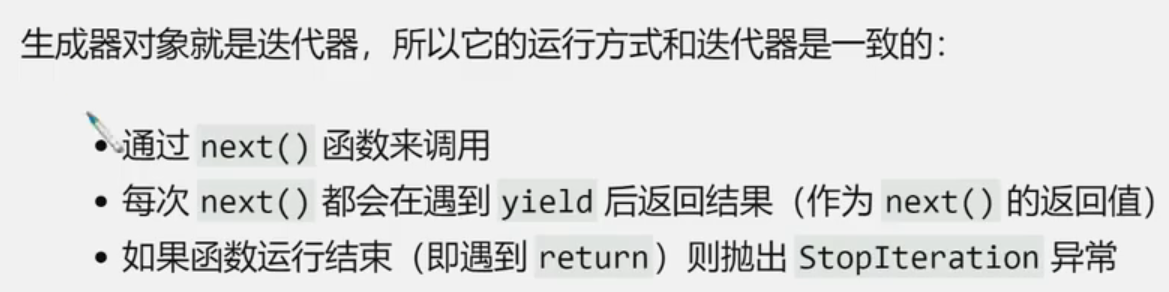 生成器对象就是迭代器，所以它的运行方式和迭代器是一致的：
• 通过 next() 函数来调用
• 每次 next() 都会在遇到 yield 后返回结果（作为 next() 的返回值）
• 如果函数运行结束（即遇到 return）则抛出 StopIteration 异常